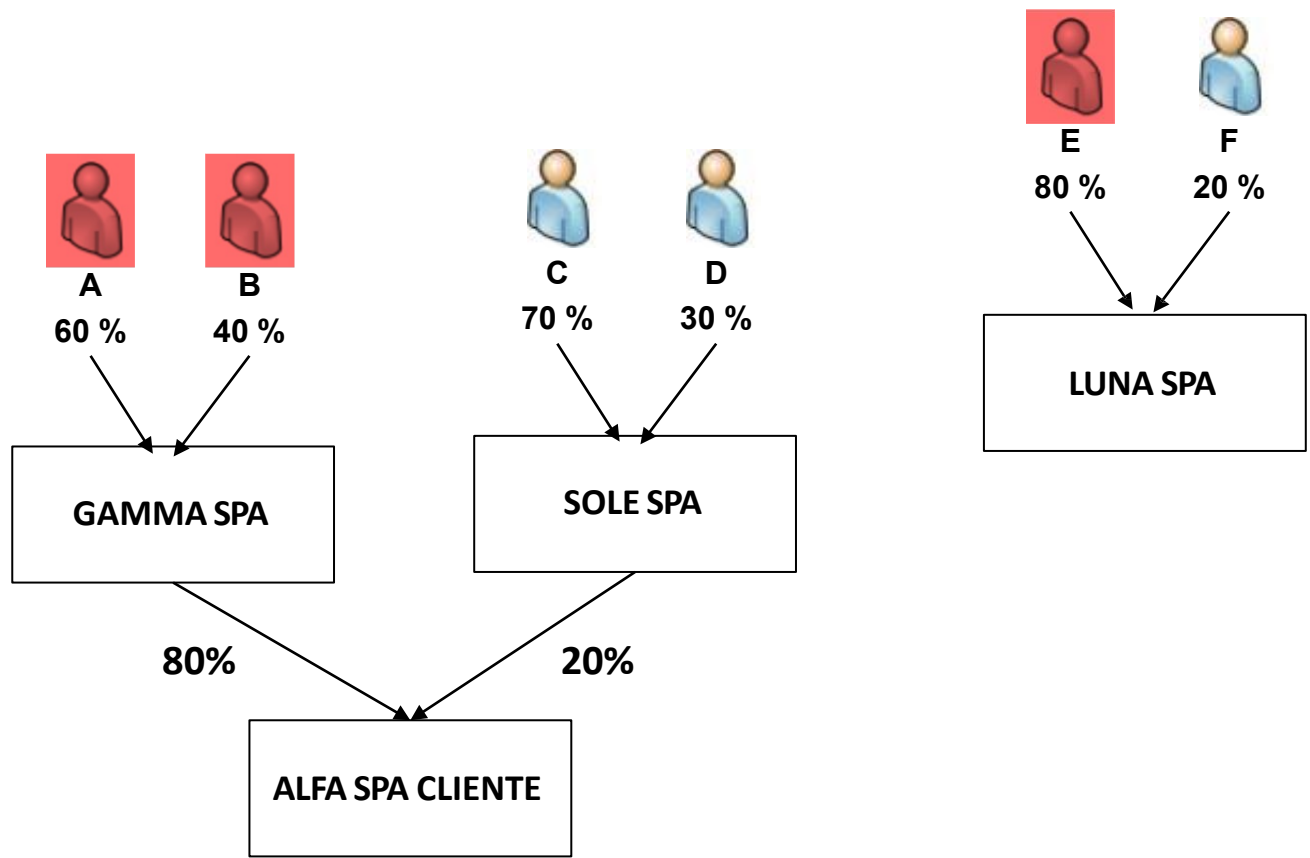 E F
80 % 20 %
A B C D
60 % 40 % 70 % 30 %
LUNA SPA
GAMMA SPA SOLE SPA
80% 20%
ALFA SPA CLIENTE